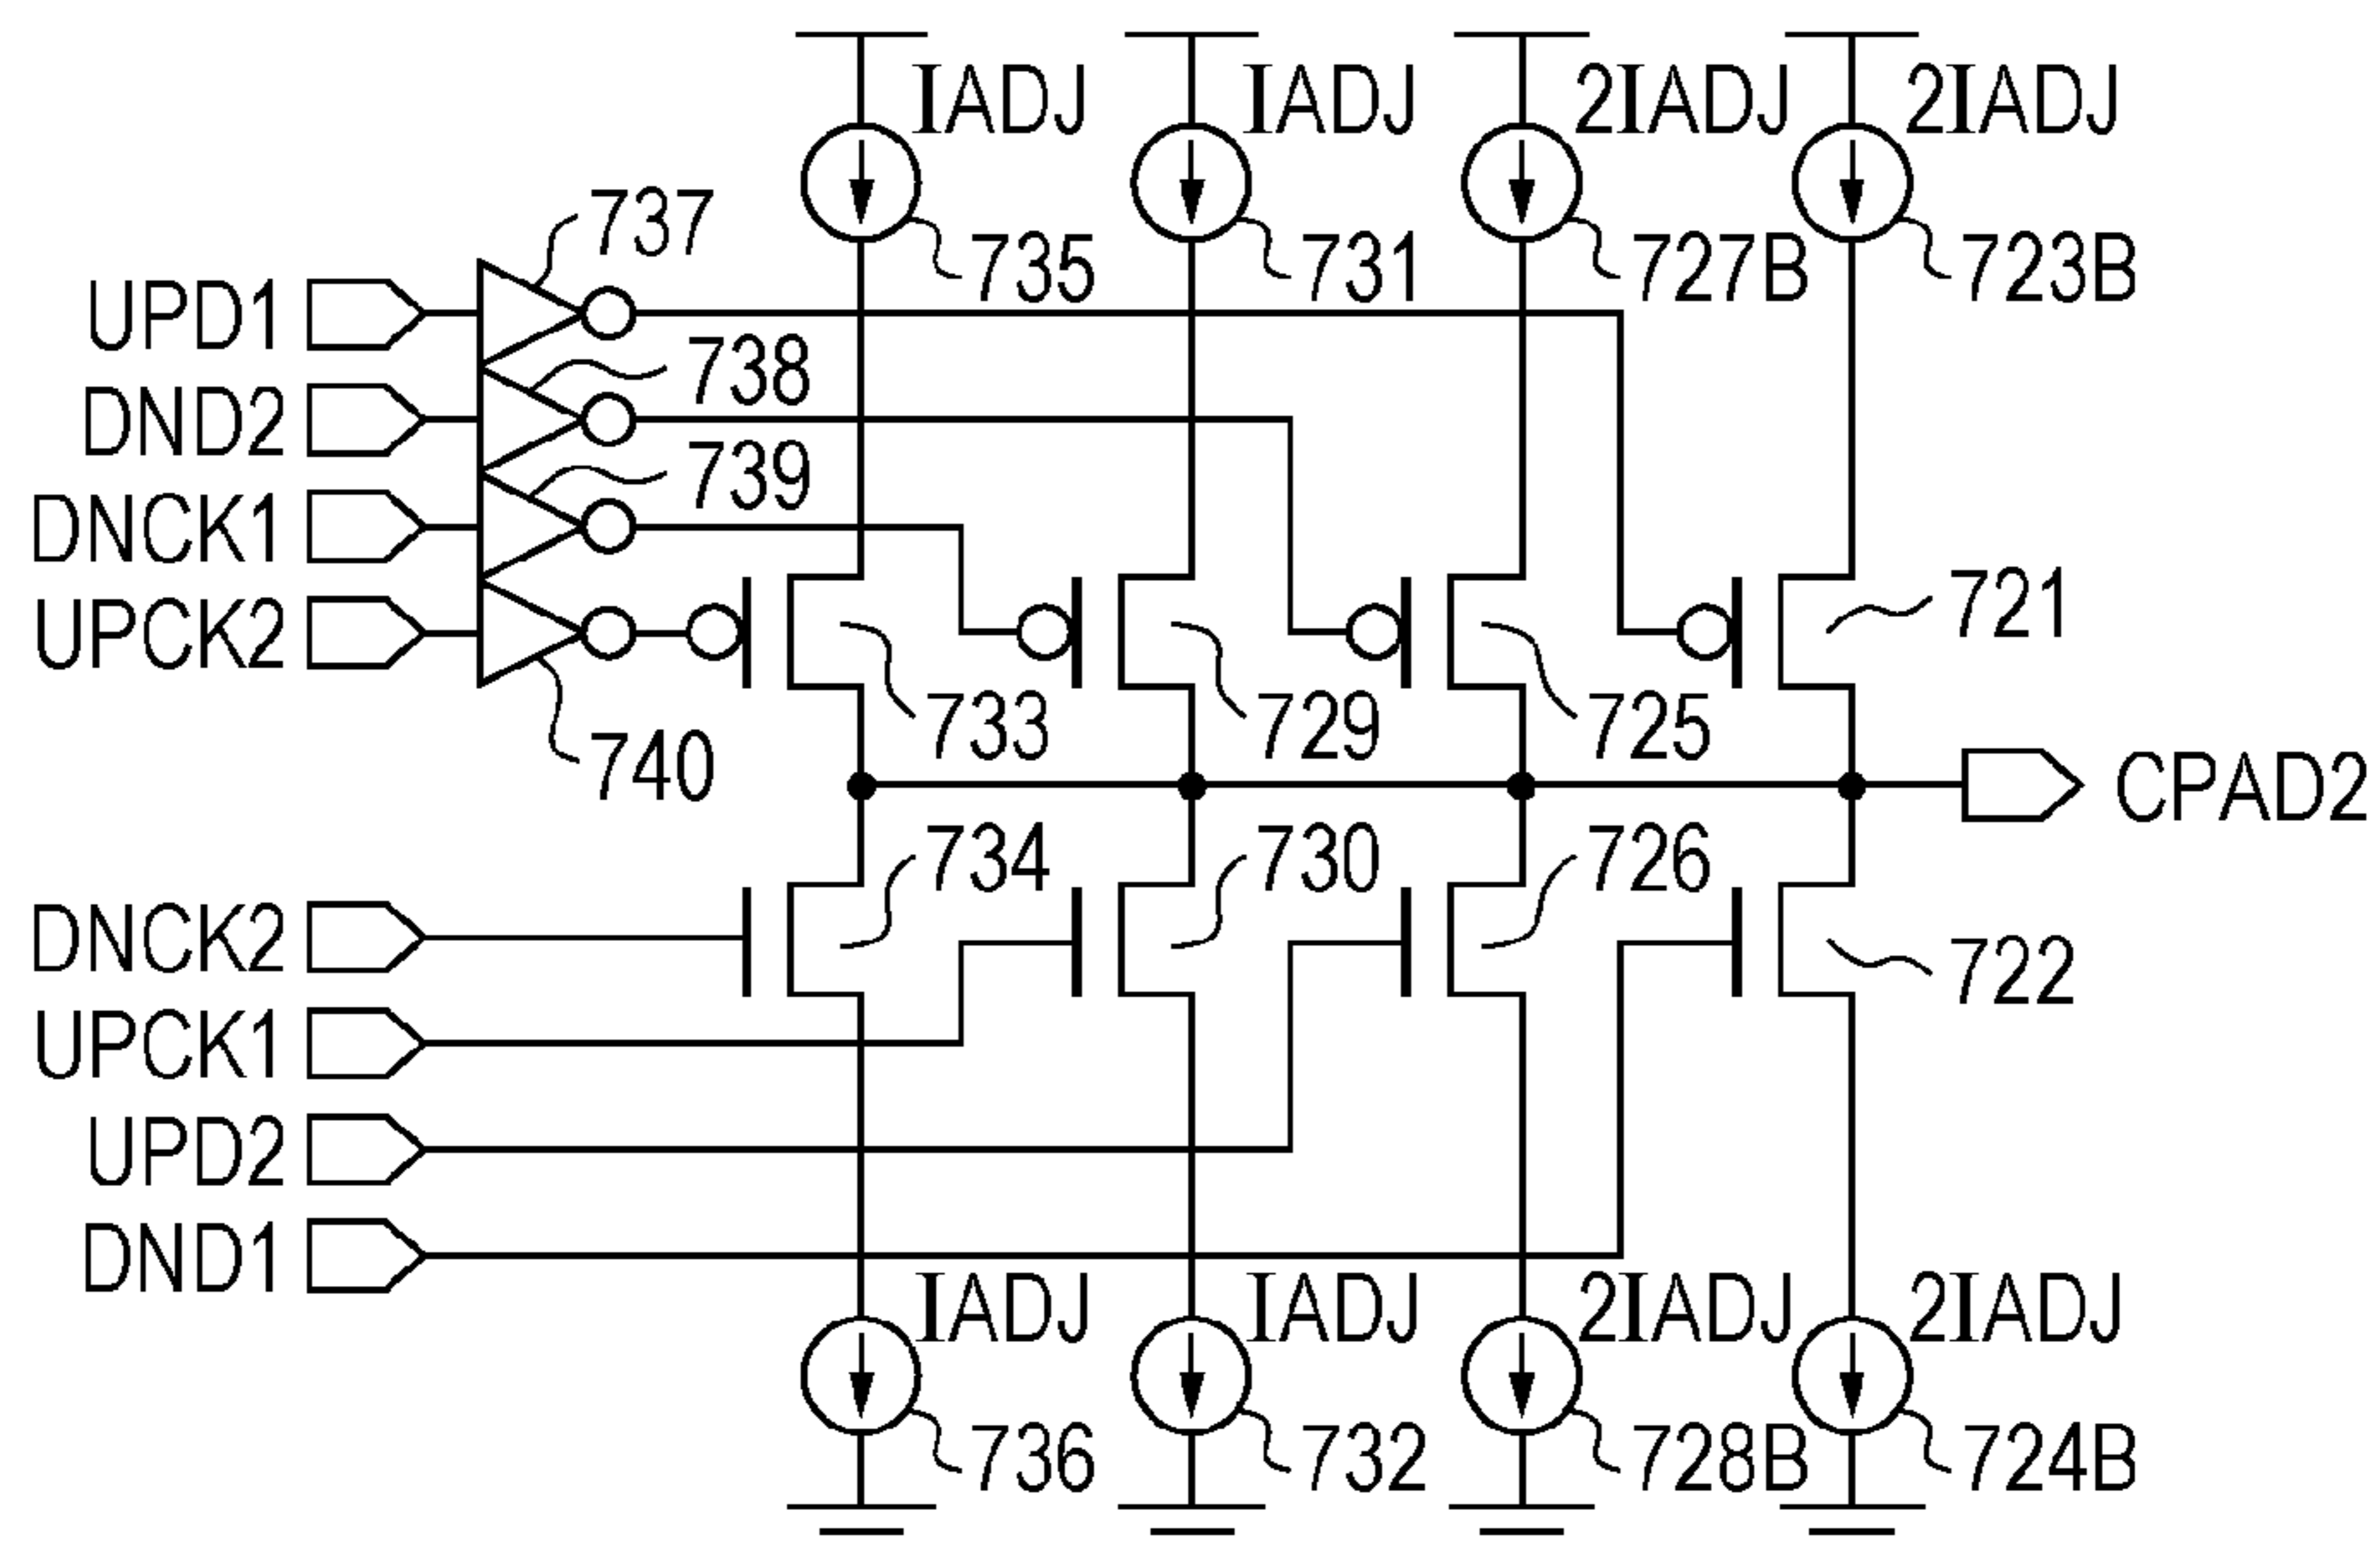 IADJ IADJ 2IADJ 2IADJ
737
735 731 727B 723B
UPD1
738
DND2
739
DNCK1
UPCK2
721
733 729 725
740
CPAD2
734 730 726
DNCK2
722
UPCK1
UPD2
DND1
IADJ IADJ 2IADJ 2IADJ
736 732 728B 724B